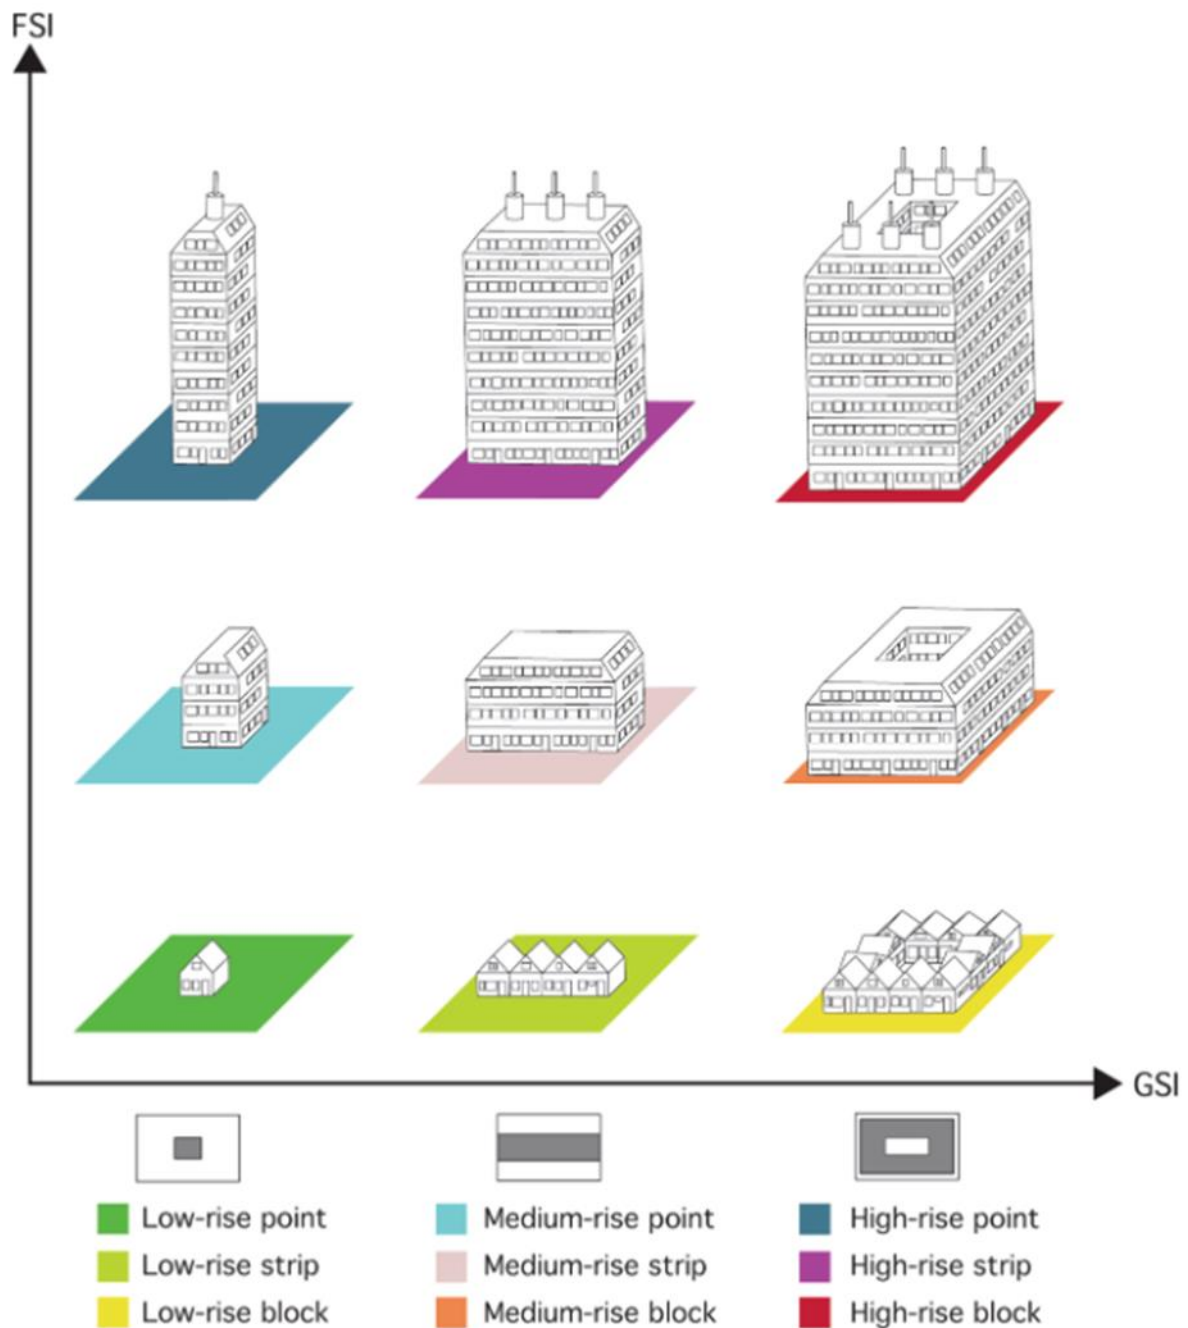 FSI
GSI
Low-rise point
Medium-rise point
High-rise point
Low-rise strip
Medium-rise strip
High-rise strip
Low-rise block
Medium-rise block
High-rise block